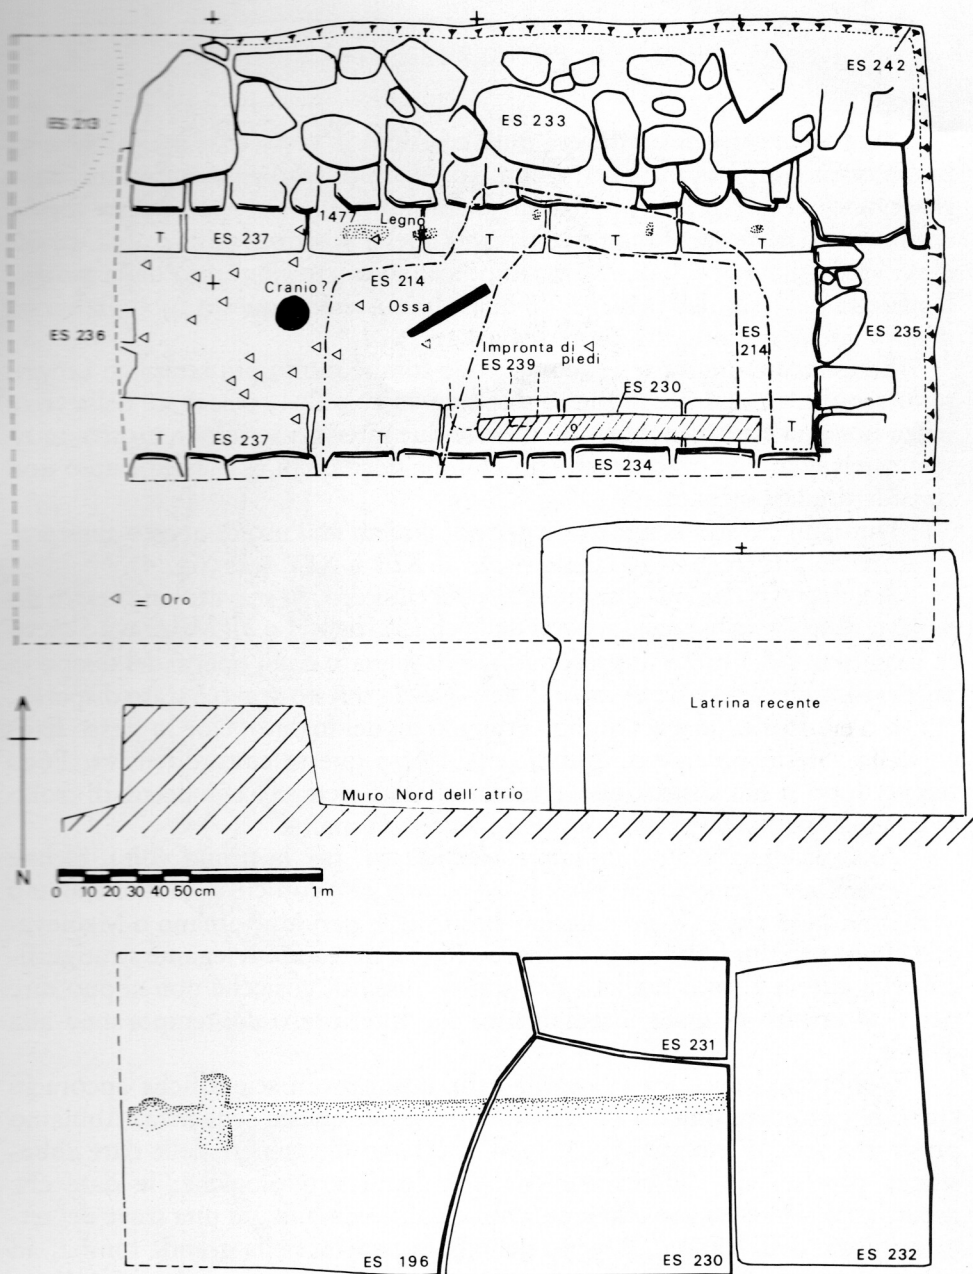 ES 242
ES 213
ES 233
1477
Legno
T
ES 237
T
T
T
ES 214
Cranio?
Ossa
ES 236
ES 235
Impronta di piedi
ES 214
ES 239
ES 230
T
ES 237
T
ES 234
= Oro
Latrina recente
Muro Nord dell'atrio
N
0 10 20 30 40 50 cm 1 m
ES 231
ES 196
ES 230
ES 232